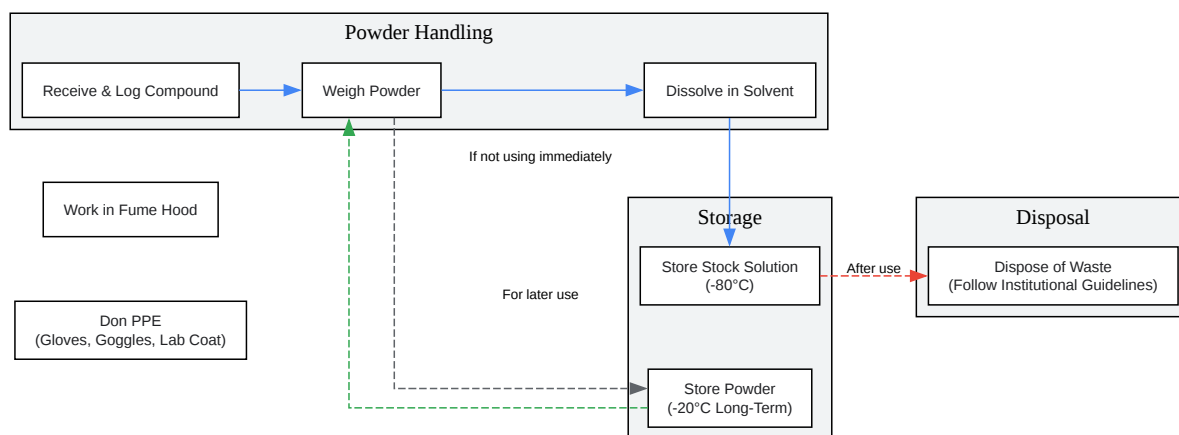 Powder Handling
Receive & Log Compound
Weigh Powder
Dissolve in Solvent
If not using immediately
Work in Fume Hood
Storage
Disposal
Store Stock Solution
(-80°C)
After use
Dispose of Waste
(Follow Institutional Guidelines)
For later use
Don PPE
(Gloves, Goggles, Lab Coat)
Store Powder
(-20°C Long-Term)